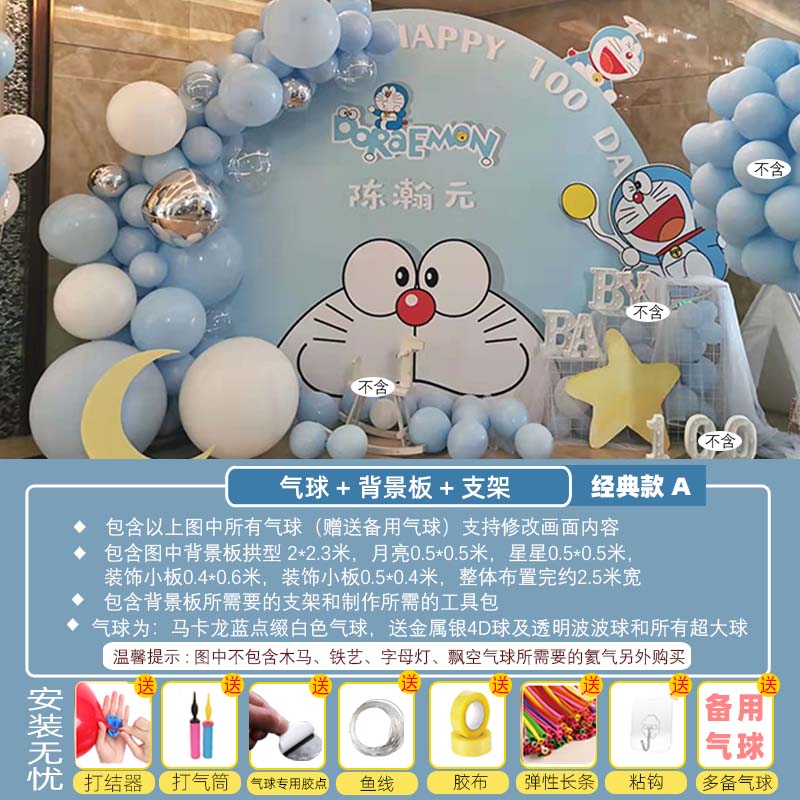 HAPPY 100 DA
DORAEMON
陈瀚元
不含
BY
不含
BA
不含
100
不含
气球 + 背景板 + 支架
经典款 A
包含以上图中所有气球（赠送备用气球）支持修改画面内容
包含图中背景板拱型 2*2.3米，月亮0.5*0.5米，星星0.5*0.5米，
装饰小板0.4*0.6米，装饰小板0.5*0.4米，整体布置完约2.5米宽
包含背景板所需要的支架和制作所需的工具包
气球为：马卡龙蓝点缀白色气球，送金属银4D球及透明波波球和所有超大球
温馨提示 : 图中不包含木马、铁艺、字母灯、飘空气球所需要的氦气另外购买
安装无忧
送
打结器
送
打气筒
送
气球专用胶点
送
鱼线
送
胶布
送
弹性长条
送
粘钩
送
备用
气球
多备气球